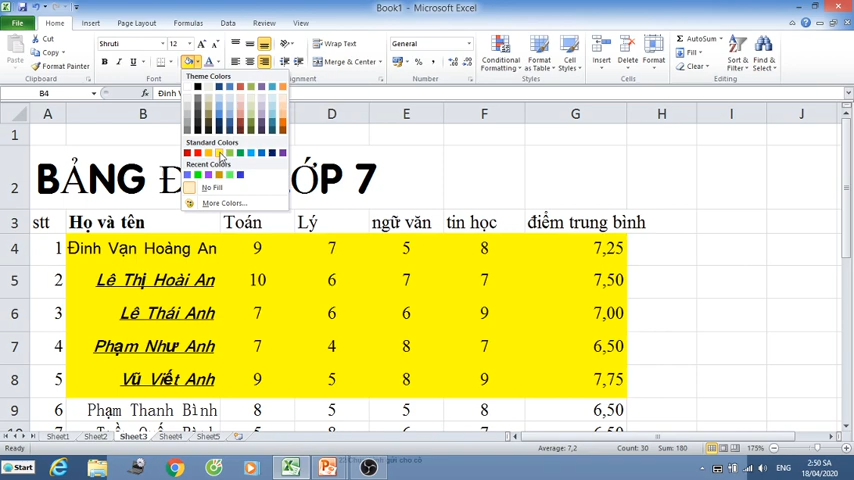 Book1 - Microsoft Excel
File Home Insert Page Layout Formulas Data Review View
Cut
Copy
Format Painter
Paste
Clipboard
Shruti 12
B I U
Wrap Text
Merge & Center
General
Number
Conditional Formatting
Format as Table
Cell Styles
Styles
Insert Delete Format
Cells
AutoSum
Fill
Clear
Sort & Filter
Find & Select
Editing
B4
Theme Colors
Standard Colors
Recent Colors
No Fill
More Colors...
A B D E F G H I J
1
2 BẢNG Đ LỚP 7
3 stt Họ và tên Toán Lý ngữ văn tin học điểm trung bình
4 1 Đinh Vạn Hoàng An 9 7 5 8 7,25
5 2 Lê Thị Hoài An 10 6 7 7 7,50
6 3 Lê Thái Anh 7 6 6 9 7,00
7 4 Phạm Như Anh 7 4 8 7 6,50
8 5 Vũ Viết Anh 9 5 8 9 7,75
9 6 Phạm Thanh Bình 8 5 5 8 6,50
Sheet1 Sheet2 Sheet3 Sheet4 Sheet5
Ready Average: 7,2 Count: 30 Sum: 180 175%
Start
gửi cho cô
ENG
2:50 SA
18/04/2020